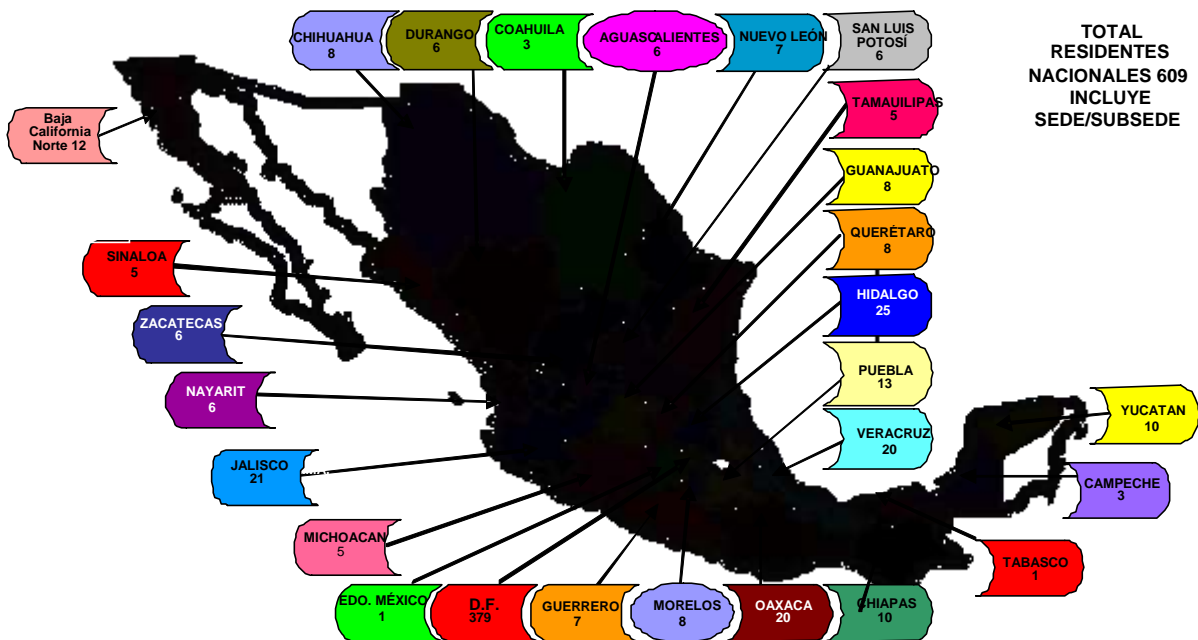 CHIHUAHUA
8
DURANGO
6
COAHUILA
3
AGUASCALIENTES
6
NUEVO LEÓN
7
SAN LUIS
POTOSÍ
6
TOTAL
RESIDENTES
NACIONALES 609
INCLUYE
SEDE/SUBSEDE
TAMAUILIPAS
5
Baja
California
Norte 12
GUANAJUATO
8
QUERÉTARO
8
SINALOA
5
HIDALGO
25
ZACATECAS
6
PUEBLA
13
NAYARIT
6
YUCATAN
10
VERACRUZ
20
JALISCO
21
CAMPECHE
3
MICHOACAN
5
TABASCO
1
EDO. MÉXICO
1
D.F.
379
GUERRERO
7
MORELOS
8
OAXACA
20
CHIAPAS
10